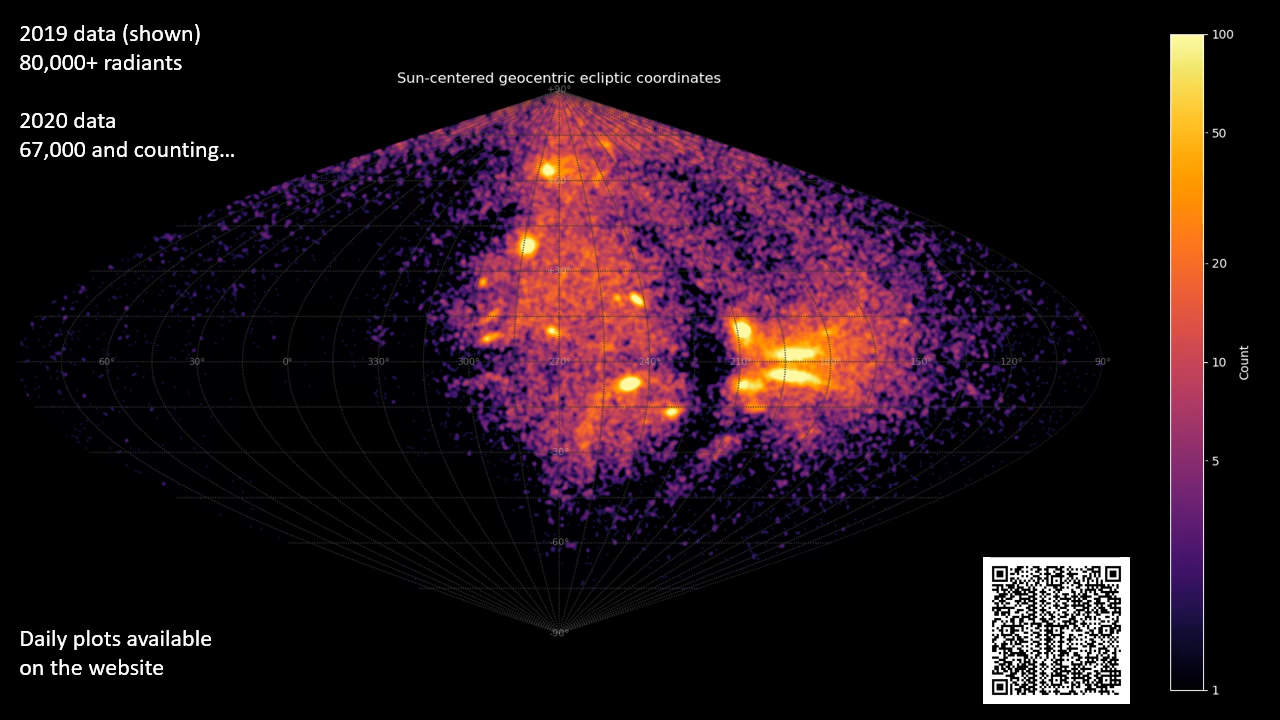 2019 data (shown)
80,000+ radiants
2020 data
67,000 and counting...
Sun-centered geocentric ecliptic coordinates
+90°
+30°
60°
30°
0°
330°
300°
270°
240°
210°
150°
120°
90°
-30°
-60°
-90°
100
50
20
10
5
1
Count
Daily plots available
on the website